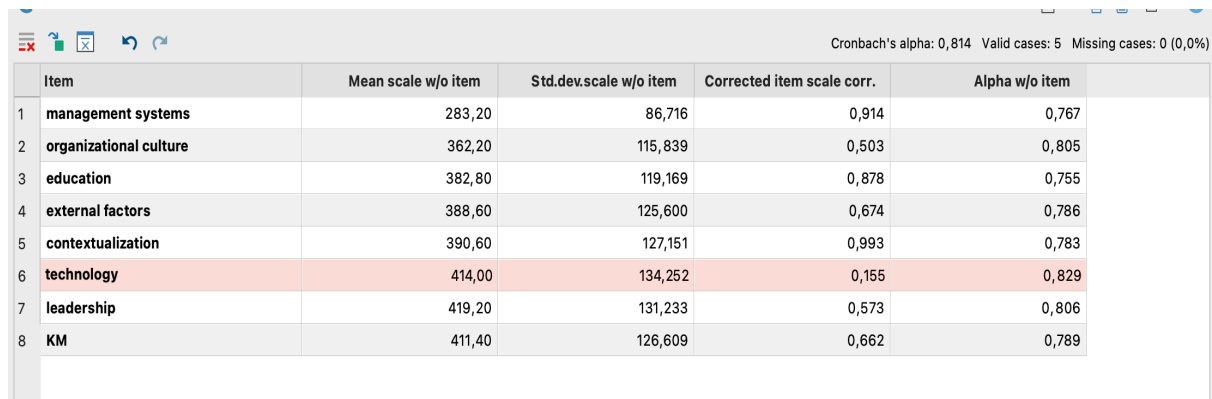 Cronbach's alpha: 0,814 Valid cases: 5 Missing cases: 0 (0,0%)
Item Mean scale w/o item Std.dev.scale w/o item Corrected item scale corr. Alpha w/o item
1 management systems 283,20 86,716 0,914 0,767
2 organizational culture 362,20 115,839 0,503 0,805
3 education 382,80 119,169 0,878 0,755
4 external factors 388,60 125,600 0,674 0,786
5 contextualization 390,60 127,151 0,993 0,783
6 technology 414,00 134,252 0,155 0,829
7 leadership 419,20 131,233 0,573 0,806
8 KM 411,40 126,609 0,662 0,789